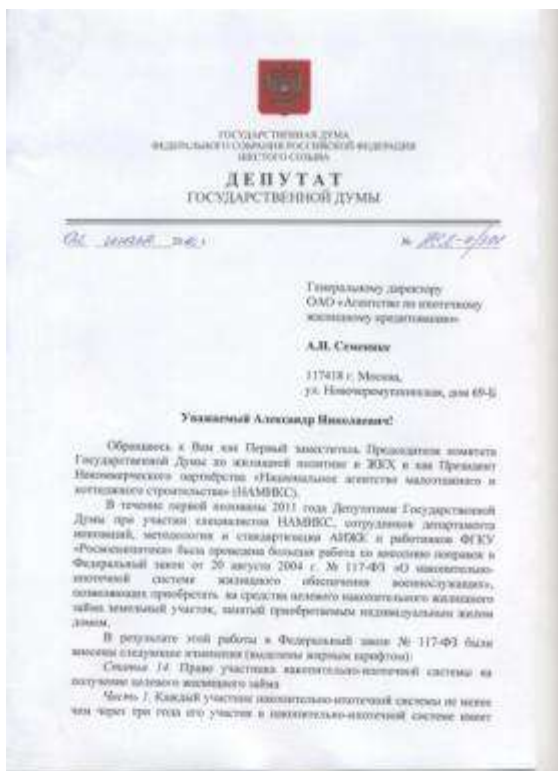 ГОСУДАРСТВЕННАЯ ДУМА
ФЕДЕРАЛЬНОГО СОБРАНИЯ РОССИЙСКОЙ ФЕДЕРАЦИИ
ШЕСТОГО СОЗЫВА
ДЕПУТАТ
ГОСУДАРСТВЕННОЙ ДУМЫ
№
Генеральному директору
ОАО «Агентство по ипотечному
жилищному кредитованию»
А.Н. Семеняке
117418 г. Москва,
ул. Новочеремушкинская, дом 69-Б
Уважаемый Александр Николаевич!
Обращаюсь к Вам как Первый заместитель Председателя комитета
Государственной Думы по жилищной политике и ЖКХ и как Президент
Некоммерческого партнёрства «Национальное агентство малоэтажного и
коттеджного строительства» (НАМИКС).
В течение первой половины 2011 года Депутатами Государственной
Думы при участии специалистов НАМИКС, сотрудников департамента
инноваций, методологии и стандартизации АИЖК и работников ФГКУ
«Росвоенипотека» была проведена большая работа по внесению поправок в
Федеральный закон от 20 августа 2004 г. № 117-ФЗ «О накопительно-
ипотечной системе жилищного обеспечения военнослужащих»,
позволяющих приобретать на средства целевого накопительного жилищного
займа земельный участок, занятый приобретаемым индивидуальным жилым
домом.
В результате этой работы в Федеральный закон № 117-ФЗ были
внесены следующие изменения (выделены жирным шрифтом):
Статья 14. Право участника накопительно-ипотечной системы на
получение целевого жилищного займа
Часть 1. Каждый участник накопительно-ипотечной системы не менее
чем через три года его участия в накопительно-ипотечной системе имеет